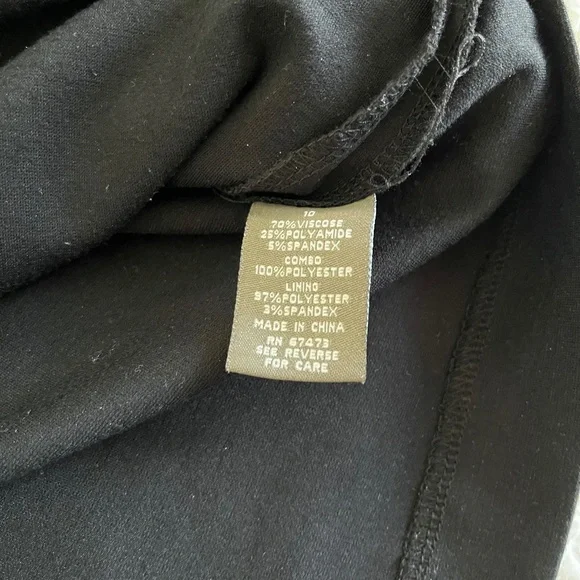 10
70%VISCOSE
25%POLYAMIDE
5%SPANDEX
COMBO
100%POLYESTER
LINING
97%POLYESTER
3%SPANDEX
MADE IN CHINA
RN 67473
SEE REVERSE
FOR CARE